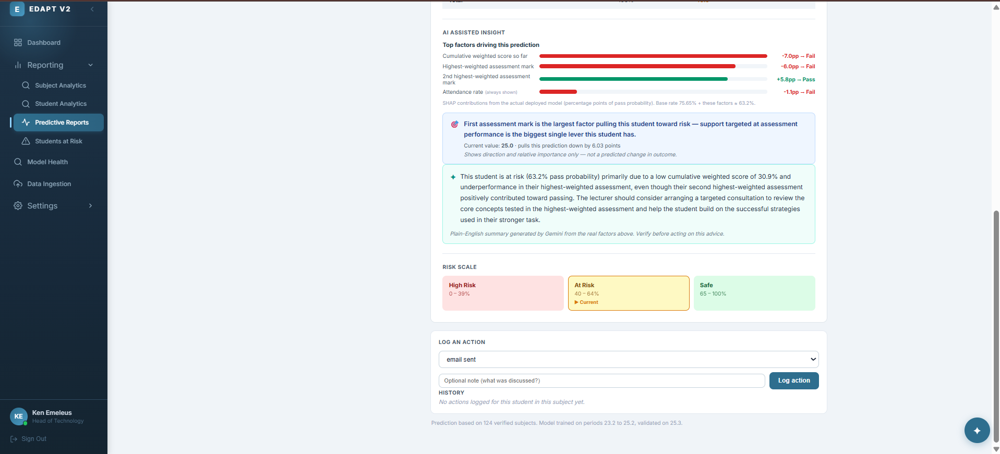 E EDAPT V2
Dashboard
Reporting
Subject Analytics
Student Analytics
Predictive Reports
Students at Risk
Model Health
Data Ingestion
Settings
KE Ken Emeleus
Head of Technology
Sign Out
AI ASSISTED INSIGHT
Top factors driving this prediction
Cumulative weighted score so far -7.0pp → Fail
Highest-weighted assessment mark -6.0pp → Fail
2nd highest-weighted assessment
mark +5.8pp → Pass
Attendance rate (always shown) -1.1pp → Fail
SHAP contributions from the actual deployed model (percentage points of pass probability). Base rate 75.65% + these factors ≈ 63.2%.
First assessment mark is the largest factor pulling this student toward risk — support targeted at assessment
performance is the biggest single lever this student has.
Current value: 25.0 · pulls this prediction down by 6.03 points
Shows direction and relative importance only — not a predicted change in outcome.
This student is at risk (63.2% pass probability) primarily due to a low cumulative weighted score of 30.9% and
underperformance in their highest-weighted assessment, even though their second highest-weighted assessment
positively contributed toward passing. The lecturer should consider arranging a targeted consultation to review the
core concepts tested in the highest-weighted assessment and help the student build on the successful strategies
used in their stronger task.
Plain-English summary generated by Gemini from the real factors above. Verify before acting on this advice.
RISK SCALE
High Risk
0 – 39%
At Risk
40 – 64%
▶ Current
Safe
65 – 100%
LOG AN ACTION
email sent
Optional note (what was discussed?)
Log action
HISTORY
No actions logged for this student in this subject yet.
Prediction based on 124 verified subjects. Model trained on periods 23.2 to 25.2, validated on 25.3.